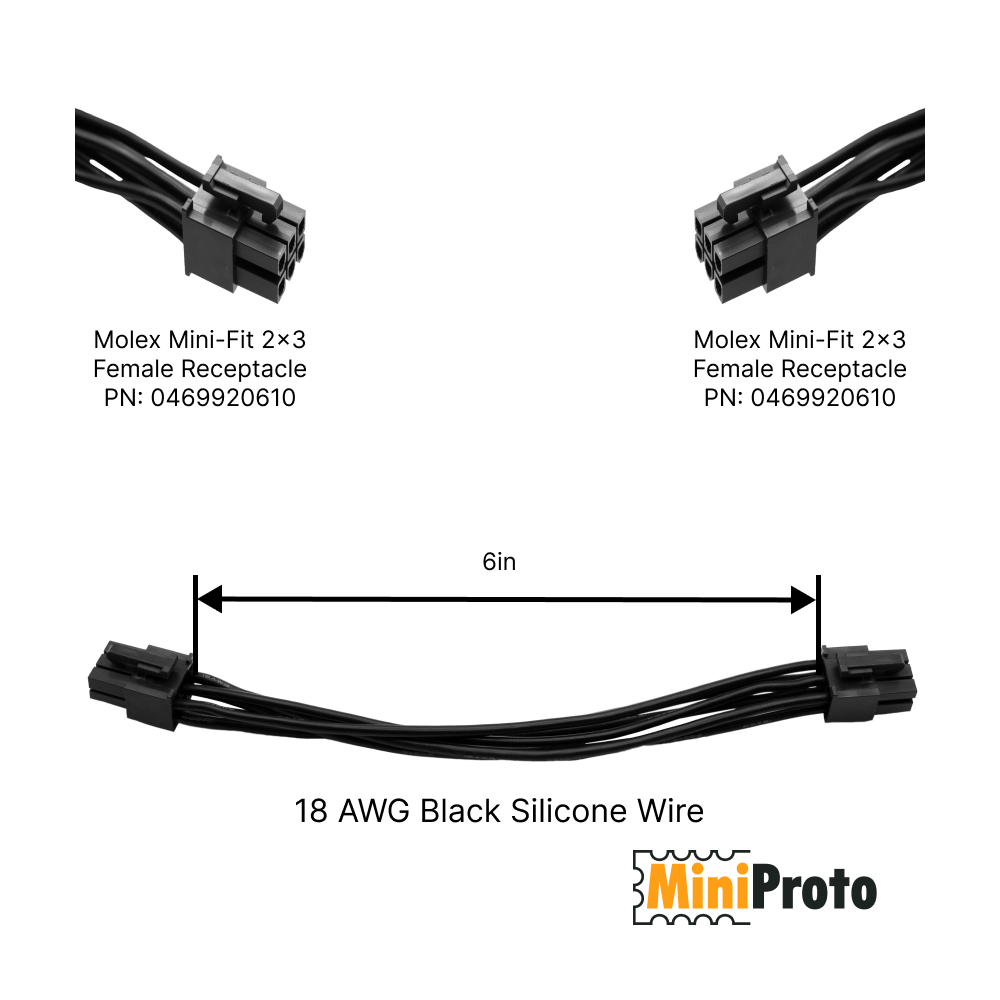 Molex Mini-Fit 2×3
Female Receptacle
PN: 0469920610
Molex Mini-Fit 2×3
Female Receptacle
PN: 0469920610
6in
18 AWG Black Silicone Wire
MiniProto